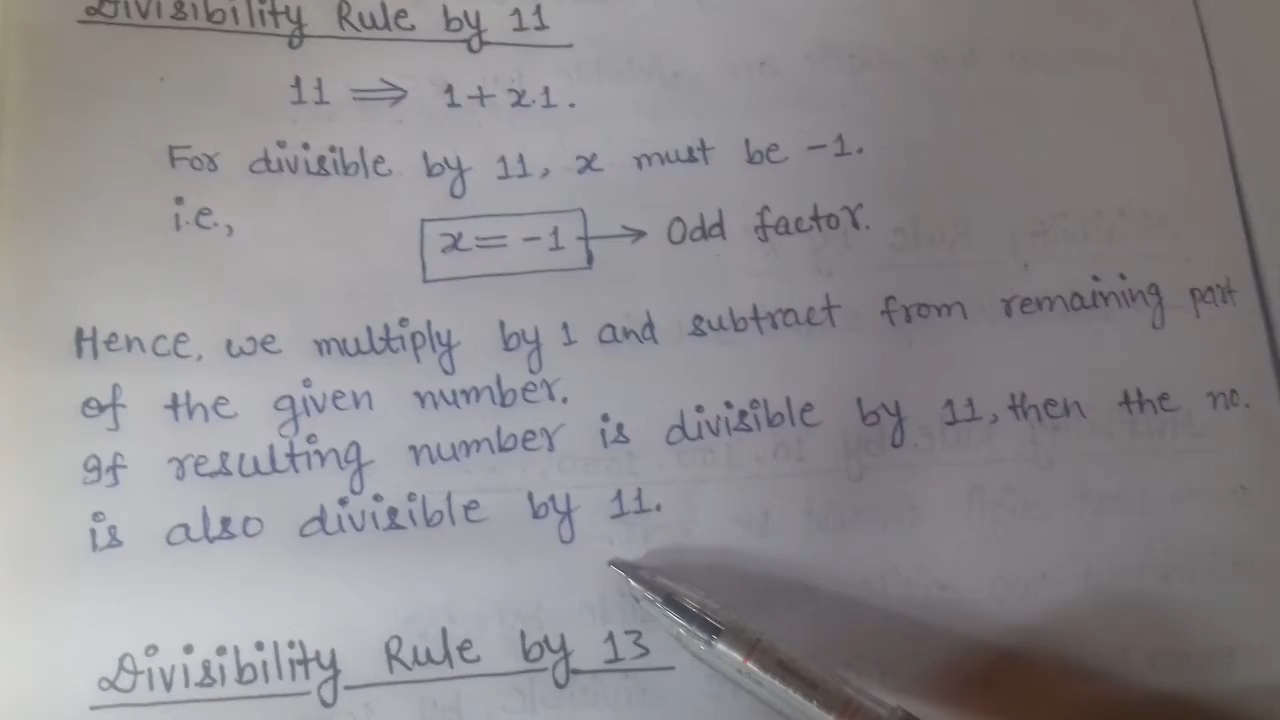 Divisibility Rule by 11
11 ⟹ 1+x.1.
For divisible by 11, x must be -1.
i.e.,
x = -1 → Odd factor.
Hence, we multiply by 1 and subtract from remaining part
of the given number.
If resulting number is divisible by 11, then the no.
is also divisible by 11.
Divisibility Rule by 13